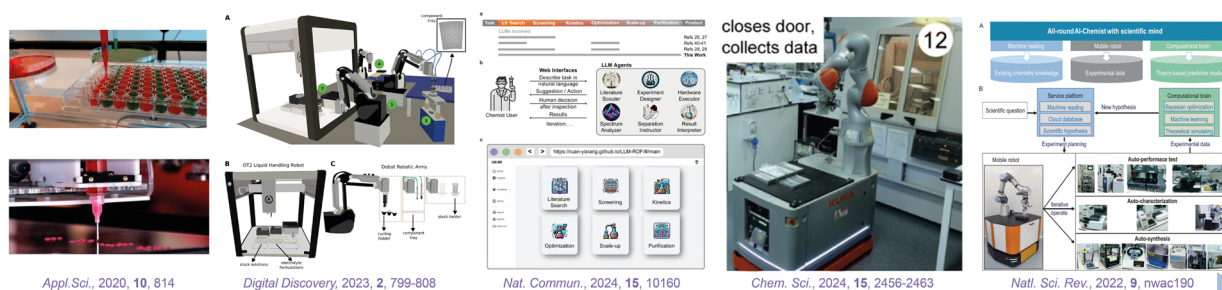 A
component
tray
B
OT2 Liquid Handling Robot
stock solutions
electrolyte
formulations
C
Dobot Robotic Arms
cycling
holder
component
tray
stack holder
a
Task
Lit Search
Screening
Kinetics
Optimization
Scale-up
Purification
Product
LLMs Involved
Refs 26, 27
Refs 40-41
Refs 28, 29
This Work
b
Chemist User
Web Interfaces
Describe task in
natural language
Suggestion / Action
Human decision
after inspection
Results
Iteration....
LLM Agents
Literature
Scouter
Experiment
Designer
Hardware
Executor
Spectrum
Analyzer
Separation
Instructor
Result
Interpreter
c
https://ruan-yixiang.github.io/LLM-RDF/#/main
Literature
Search
Screening
Kinetics
Optimization
Scale-up
Purification
closes door,
collects data
12
KUKA
A
All-round AI-Chemist with scientific mind
Machine reading
Mobile robot
Computational brain
Existing chemistry knowledge
Experimental data
Theory-based predictive mode
B
Scientific question
Service platform
Machine reading
Cloud database
Scientific hypothesis
New hypothesis
Computational brain
Bayesian optimization
Machine learning
Theoretical simulating
Experiment planning
Experimental data
Mobile robot
Iterative
operate
Auto-performace test
Auto-characterization
Auto-synthesis
Appl.Sci., 2020, 10, 814
Digital Discovery, 2023, 2, 799-808
Nat. Commun., 2024, 15, 10160
Chem. Sci., 2024, 15, 2456-2463
Natl. Sci. Rev., 2022, 9, nwac190